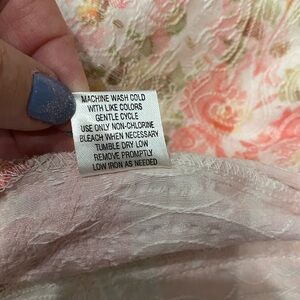 MACHINE WASH COLD
WITH LIKE COLORS
GENTLE CYCLE
USE ONLY NON-CHLORINE
BLEACH WHEN NECESSARY
TUMBLE DRY LOW
REMOVE PROMPTLY
LOW IRON AS NEEDED